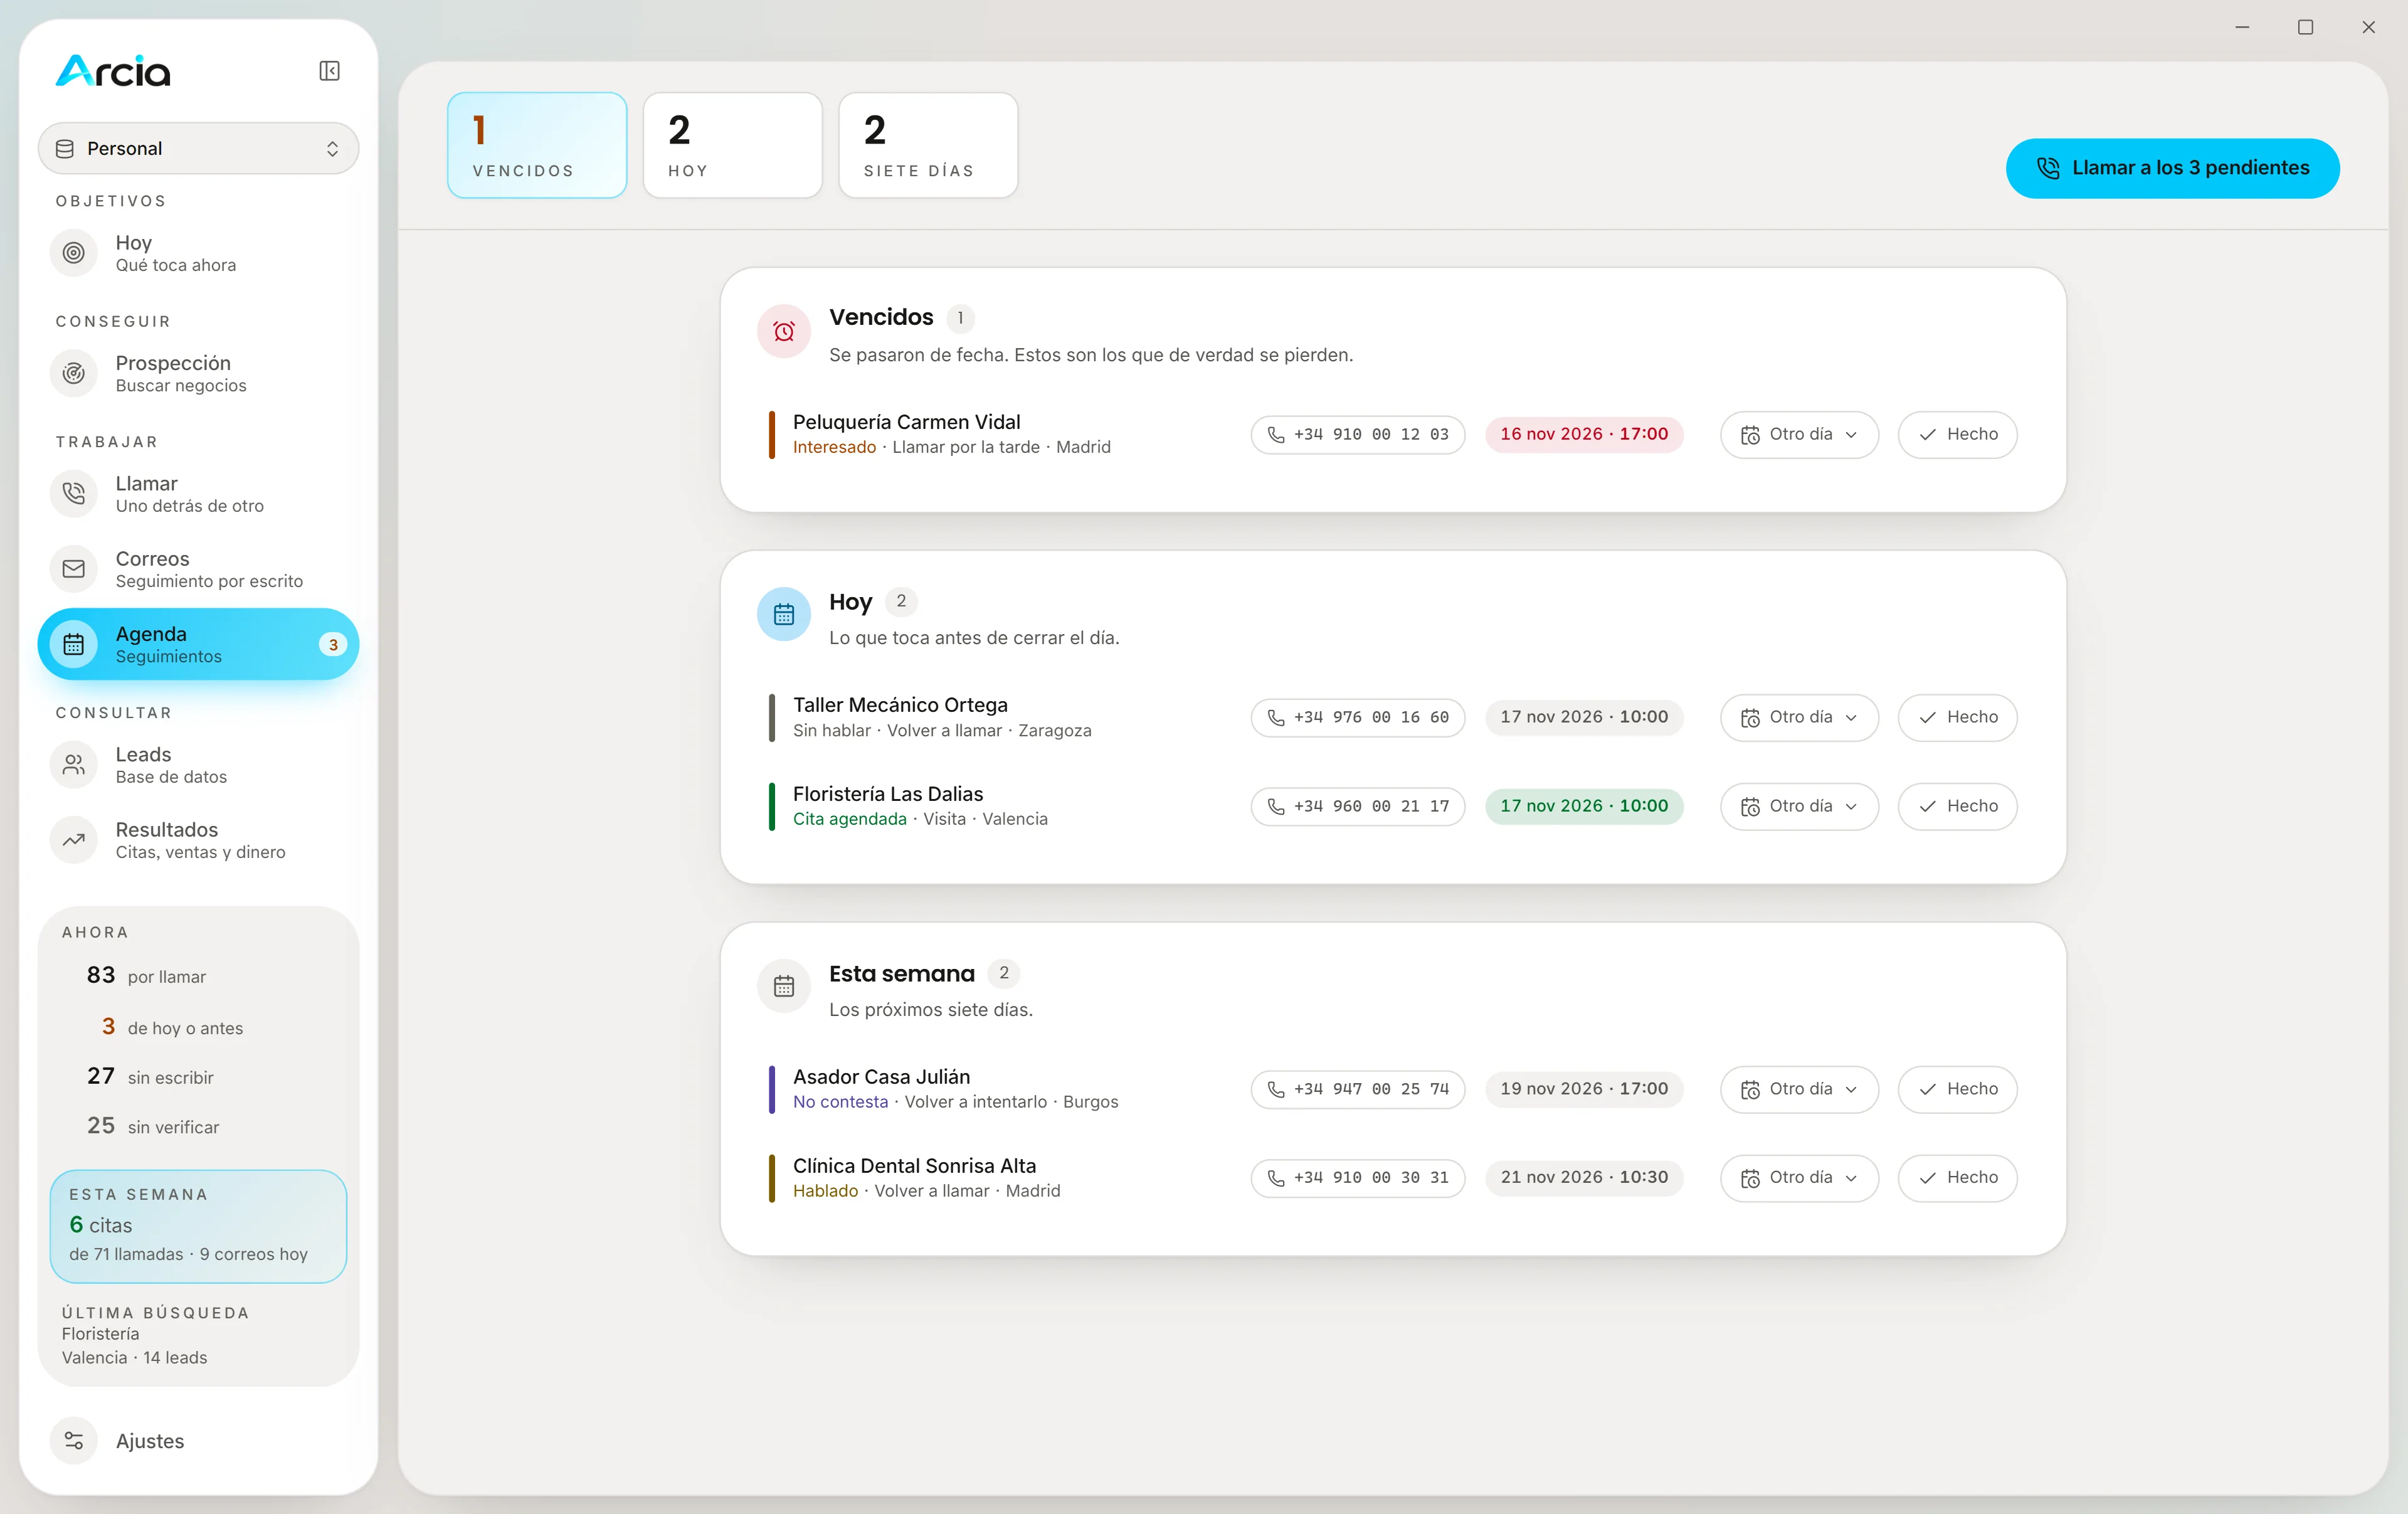 Arcia
Personal
OBJETIVOS
Hoy
Qué toca ahora
CONSEGUIR
Prospección
Buscar negocios
TRABAJAR
Llamar
Uno detrás de otro
Correos
Seguimiento por escrito
Agenda
Seguimientos
3
CONSULTAR
Leads
Base de datos
Resultados
Citas, ventas y dinero
AHORA
83 por llamar
3 de hoy o antes
27 sin escribir
25 sin verificar
ESTA SEMANA
6 citas
de 71 llamadas · 9 correos hoy
ÚLTIMA BÚSQUEDA
Floristería
Valencia · 14 leads
Ajustes
1
VENCIDOS
2
HOY
2
SIETE DÍAS
Llamar a los 3 pendientes
Vencidos 1
Se pasaron de fecha. Estos son los que de verdad se pierden.
Peluquería Carmen Vidal
Interesado · Llamar por la tarde · Madrid
+34 910 00 12 03
16 nov 2026 · 17:00
Otro día
Hecho
Hoy 2
Lo que toca antes de cerrar el día.
Taller Mecánico Ortega
Sin hablar · Volver a llamar · Zaragoza
+34 976 00 16 60
17 nov 2026 · 10:00
Otro día
Hecho
Floristería Las Dalias
Cita agendada · Visita · Valencia
+34 960 00 21 17
17 nov 2026 · 10:00
Otro día
Hecho
Esta semana 2
Los próximos siete días.
Asador Casa Julián
No contesta · Volver a intentarlo · Burgos
+34 947 00 25 74
19 nov 2026 · 17:00
Otro día
Hecho
Clínica Dental Sonrisa Alta
Hablado · Volver a llamar · Madrid
+34 910 00 30 31
21 nov 2026 · 10:30
Otro día
Hecho